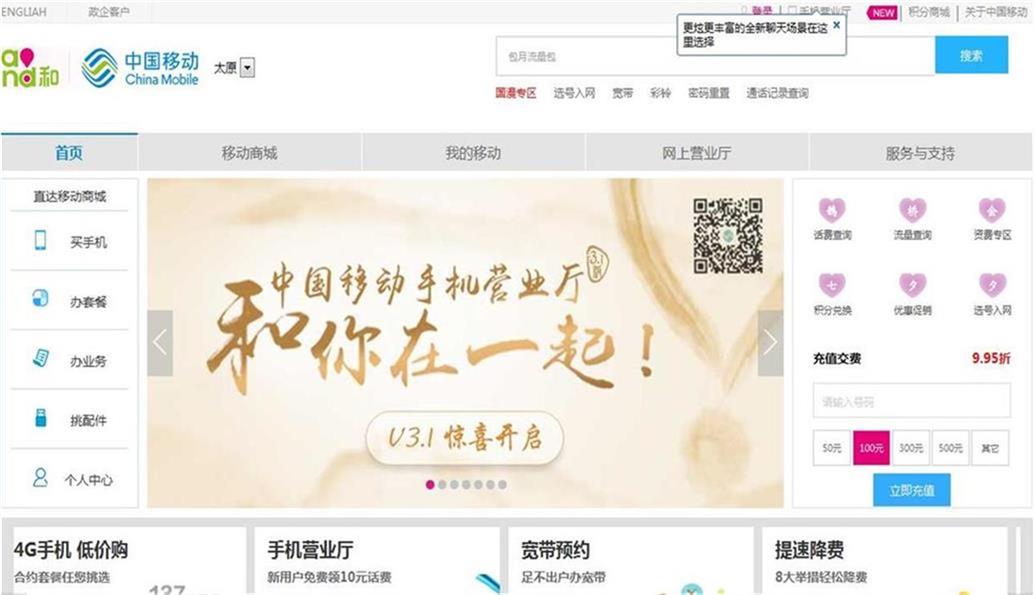 ENGLIAH 政企客户 登录 手机营业厅 NEW 积分商城 关于中国移动
更炫更丰富的全新聊天场景在这
里选择
and和 中国移动 China Mobile 太原
包月流量包 搜索
国漫专区 选号入网 宽带 彩铃 密码重置 通话记录查询
首页 移动商城 我的移动 网上营业厅 服务与支持
直达移动商城
买手机
办套餐
办业务
挑配件
个人中心
中国移动手机营业厅 3.1版
和你在一起！
V3.1 惊喜开启
鹊 桥 会
话费查询 流量查询 资费专区
七 夕 夕
积分兑换 优惠促销 选号入网
充值交费 9.95折
请输入号码
50元 100元 300元 500元 其它
立即充值
4G手机 低价购 手机营业厅 宽带预约 提速降费
合约套餐任您挑选 新用户免费领10元话费 足不出户办宽带 8大举措轻松降费